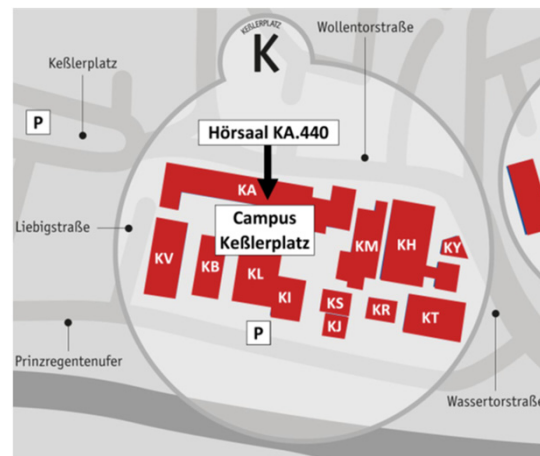 KEßLERPLATZ
K
Wollentorstraße
Keßlerplatz
P
Hörsaal KA.440
KA
Campus
Keßlerplatz
Liebigstraße
KV
KB
KL
KI
KM
KH
KY
KS
KJ
KR
KT
P
Prinzregentenufer
Wassertorstraße